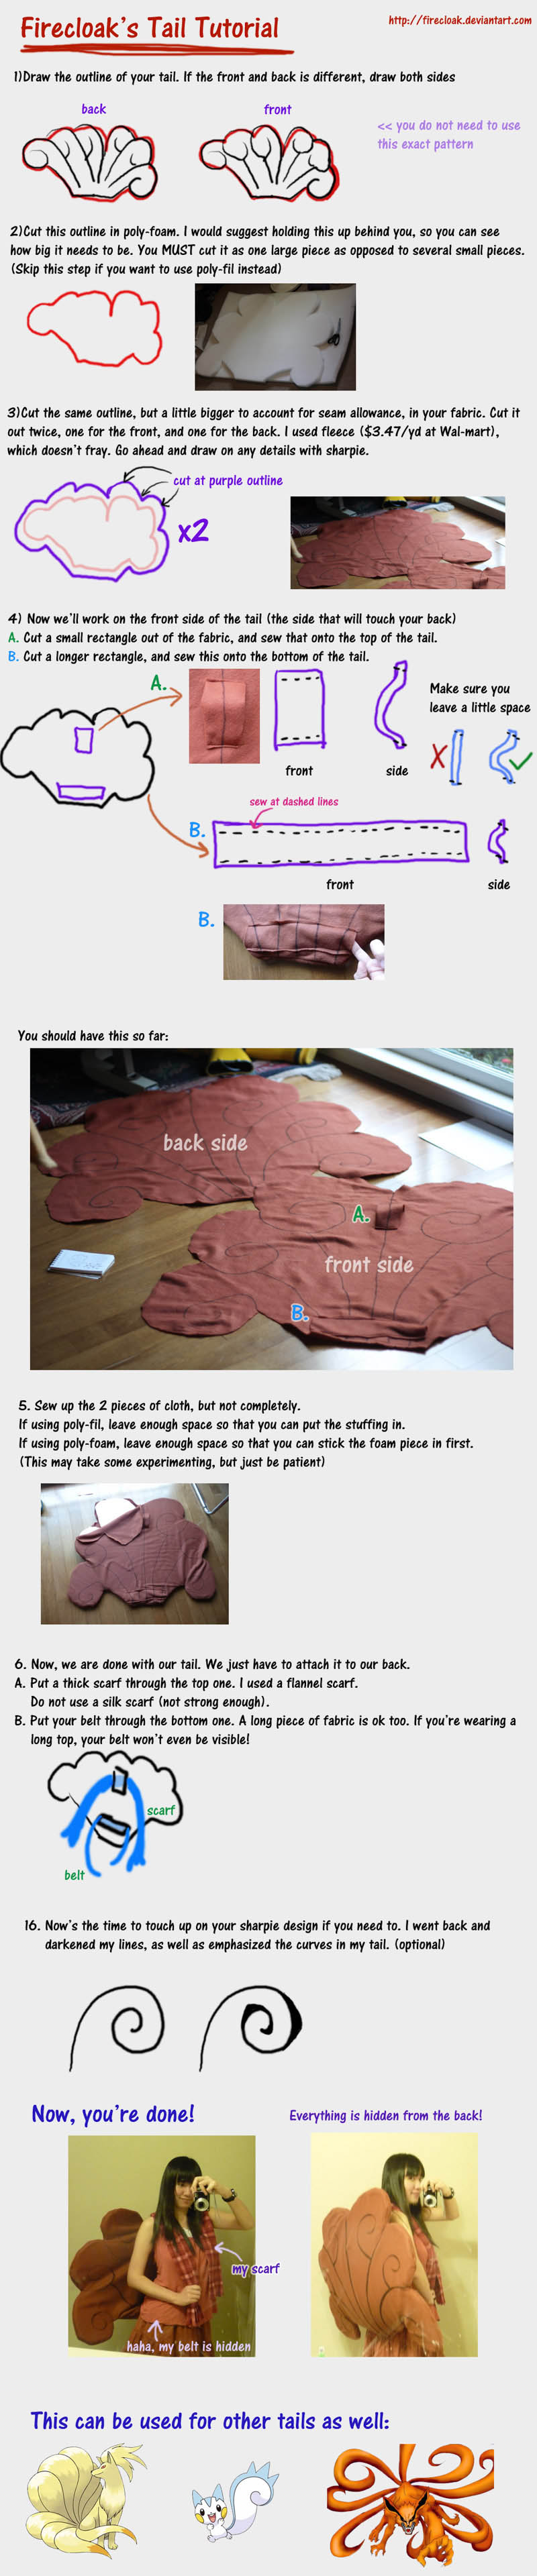 Firecloak's Tail Tutorial
http://firecloak.deviantart.com
1)Draw the outline of your tail. If the front and back is different, draw both sides
back
front
<< you do not need to use
this exact pattern
2)Cut this outline in poly-foam. I would suggest holding this up behind you, so you can see
how big it needs to be. You MUST cut it as one large piece as opposed to several small pieces.
(Skip this step if you want to use poly-fil instead)
3)Cut the same outline, but a little bigger to account for seam allowance, in your fabric. Cut it
out twice, one for the front, and one for the back. I used fleece ($3.47/yd at Wal-mart),
which doesn't fray. Go ahead and draw on any details with sharpie.
cut at purple outline
x2
4) Now we'll work on the front side of the tail (the side that will touch your back)
A. Cut a small rectangle out of the fabric, and sew that onto the top of the tail.
B. Cut a longer rectangle, and sew this onto the bottom of the tail.
A.
Make sure you
leave a little space
front
side
sew at dashed lines
B.
front
side
B.
You should have this so far:
back side
A.
front side
B.
5. Sew up the 2 pieces of cloth, but not completely.
If using poly-fil, leave enough space so that you can put the stuffing in.
If using poly-foam, leave enough space so that you can stick the foam piece in first.
(This may take some experimenting, but just be patient)
6. Now, we are done with our tail. We just have to attach it to our back.
A. Put a thick scarf through the top one. I used a flannel scarf.
Do not use a silk scarf (not strong enough).
B. Put your belt through the bottom one. A long piece of fabric is ok too. If you're wearing a
long top, your belt won't even be visible!
scarf
belt
16. Now's the time to touch up on your sharpie design if you need to. I went back and
darkened my lines, as well as emphasized the curves in my tail. (optional)
Now, you're done!
Everything is hidden from the back!
my scarf
haha, my belt is hidden
This can be used for other tails as well: